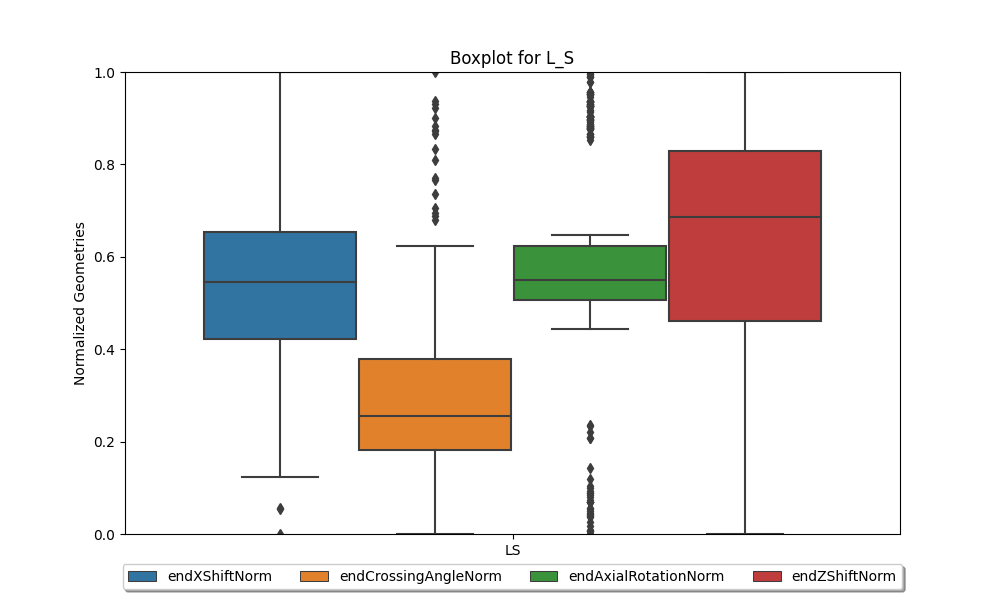 Boxplot for L_S
1.0
0.8
0.6
0.4
0.2
0.0
Normalized Geometries
LS
endXShiftNorm endCrossingAngleNorm endAxialRotationNorm endZShiftNorm